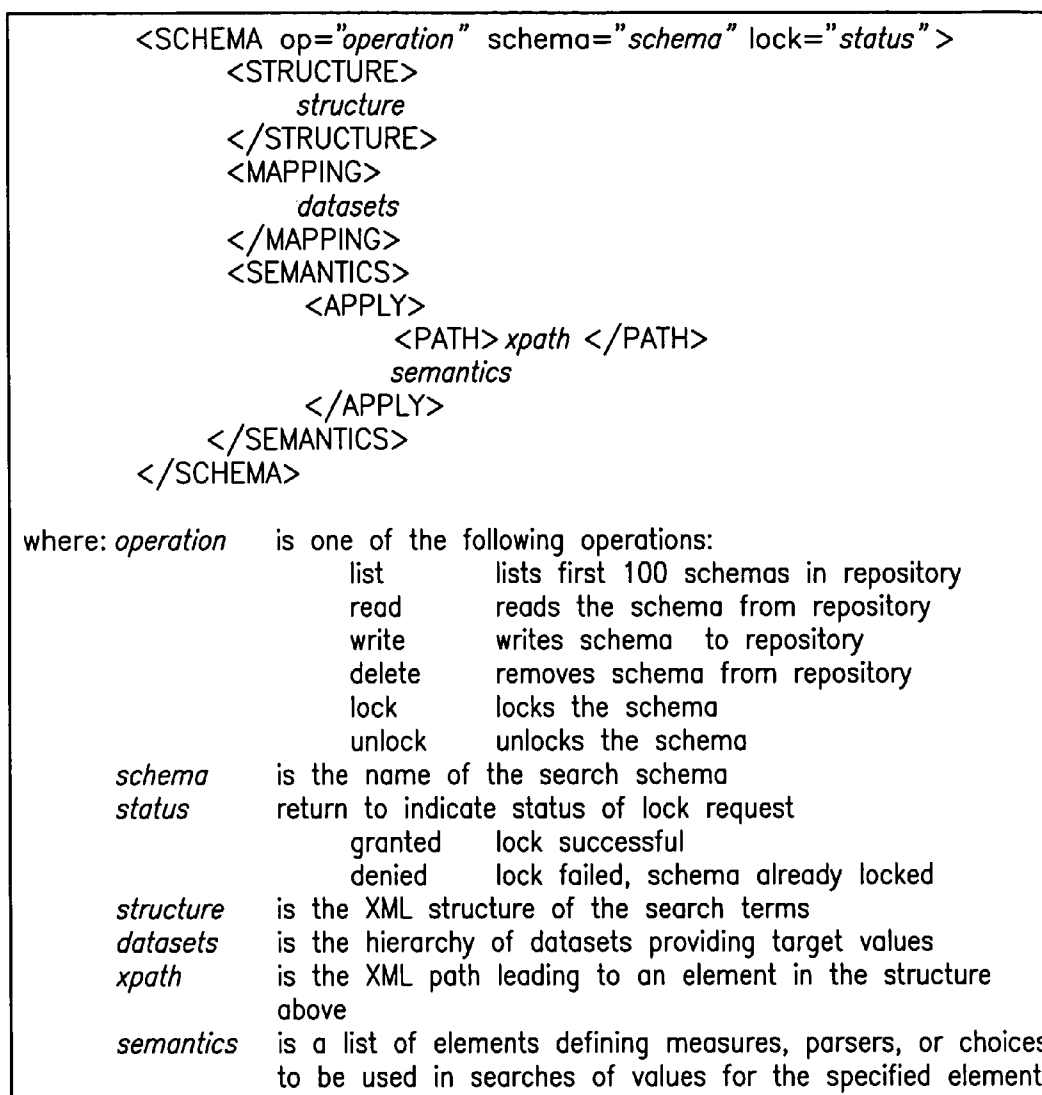 <SCHEMA op="operation" schema="schema" lock="status">
<STRUCTURE>
structure
</STRUCTURE>
<MAPPING>
datasets
</MAPPING>
<SEMANTICS>
<APPLY>
<PATH> xpath </PATH>
semantics
</APPLY>
</SEMANTICS>
</SCHEMA>
where: operation is one of the following operations:
list lists first 100 schemas in repository
read reads the schema from repository
write writes schema to repository
delete removes schema from repository
lock locks the schema
unlock unlocks the schema
schema is the name of the search schema
status return to indicate status of lock request
granted lock successful
denied lock failed, schema already locked
structure is the XML structure of the search terms
datasets is the hierarchy of datasets providing target values
xpath is the XML path leading to an element in the structure
above
semantics is a list of elements defining measures, parsers, or choices
to be used in searches of values for the specified element